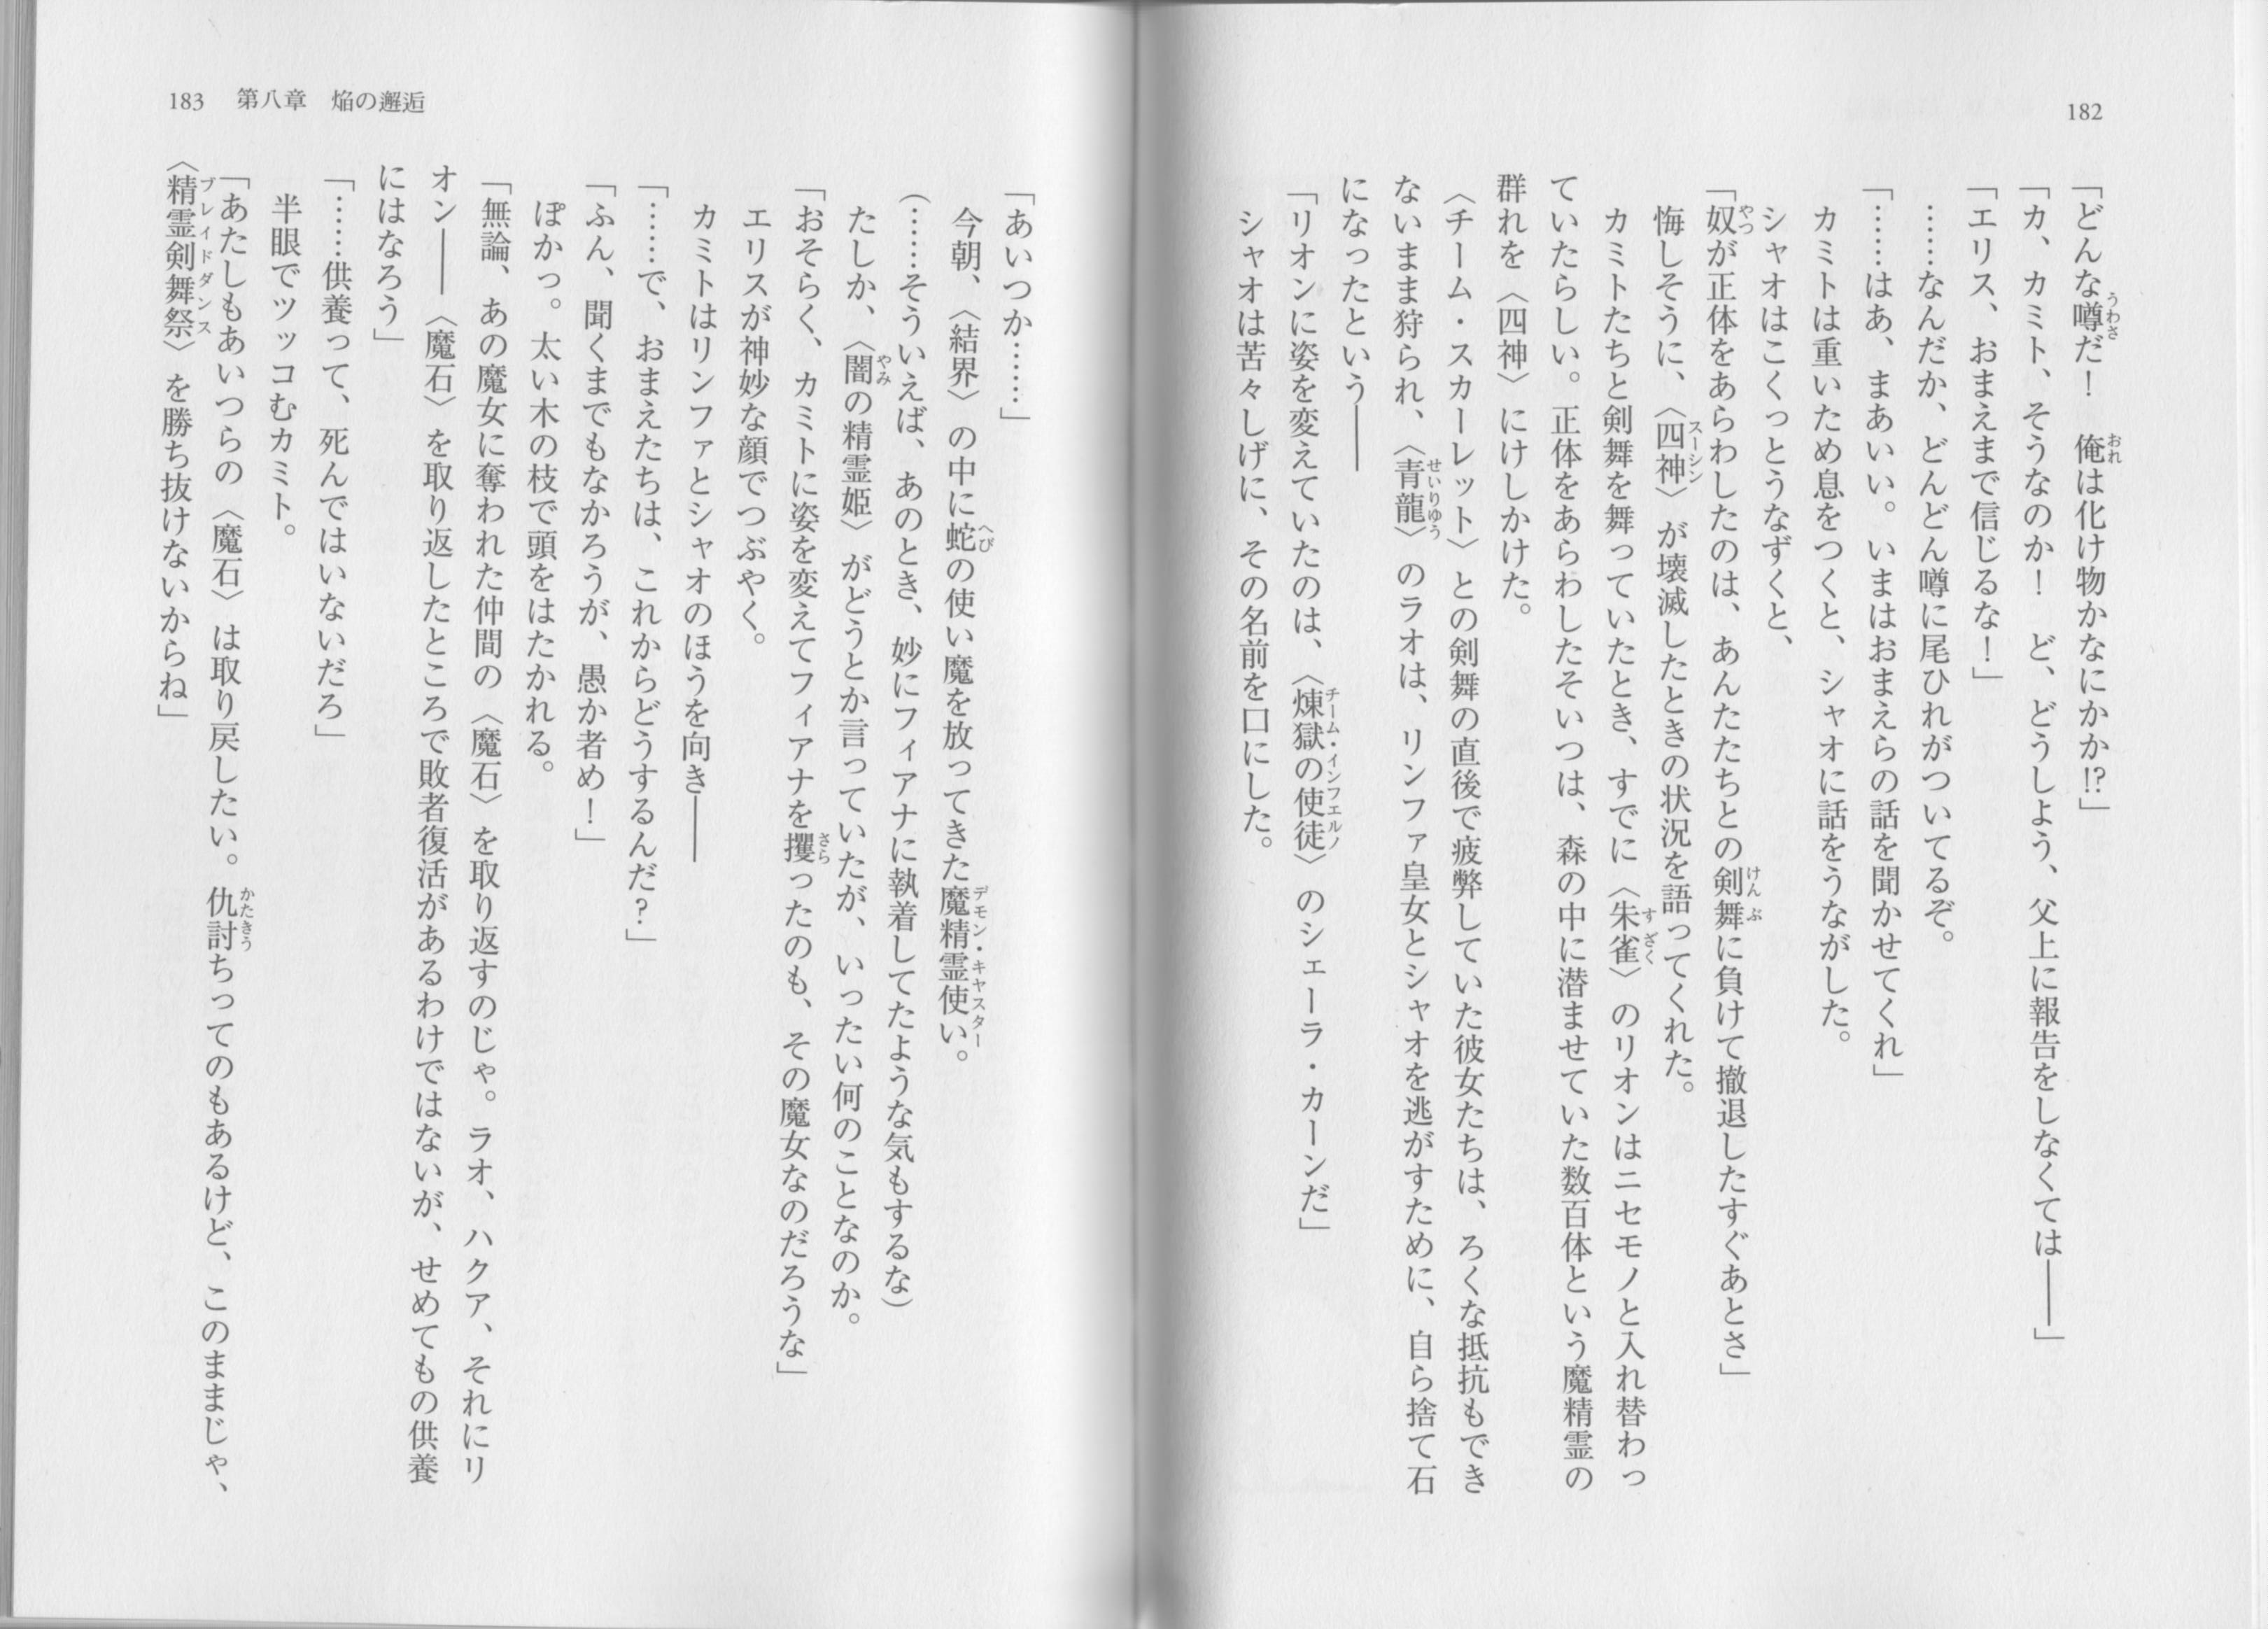 182
「どんな噂だ！　俺は化け物かなにかか!?」
「カ、カミト、そうなのか！　ど、どうしよう、父上に報告をしなくては――」
「エリス、おまえまで信じるな！」
……なんだか、どんどん噂に尾ひれがついてるぞ。
「……はあ、まあいい。いまはおまえらの話を聞かせてくれ」
カミトは重いため息をつくと、シャオに話をうながした。
シャオはこくっとうなずくと、
「奴が正体をあらわしたのは、あんたたちとの剣舞に負けて撤退したすぐあとさ」
悔しそうに、〈四神〉が壊滅したときの状況を語ってくれた。
カミトたちと剣舞を舞っていたとき、すでに〈朱雀〉のリオンはニセモノと入れ替わっ
ていたらしい。正体をあらわしたそいつは、森の中に潜ませていた数百体という魔精霊の
群れを〈四神〉にけしかけた。
〈チーム・スカーレット〉との剣舞の直後で疲弊していた彼女たちは、ろくな抵抗もでき
ないまま狩られ、〈青龍〉のラオは、リンファ皇女とシャオを逃がすために、自ら捨て石
になったという――
「リオンに姿を変えていたのは、〈煉獄の使徒〉のシェーラ・カーンだ」
シャオは苦々しげに、その名前を口にした。
183　第八章　焔の邂逅
「あいつか……」
今朝、〈結界〉の中に蛇の使い魔を放ってきた魔精霊使い。
(……そういえば、あのとき、妙にフィアナに執着してたような気もするな)
たしか、〈闇の精霊姫〉がどうとか言っていたが、いったい何のことなのか。
「おそらく、カミトに姿を変えてフィアナを攫ったのも、その魔女なのだろうな」
エリスが神妙な顔でつぶやく。
カミトはリンファとシャオのほうを向き――
「……で、おまえたちは、これからどうするんだ？」
「ふん、聞くまでもなかろうが、愚か者め！」
ぽかっ。太い木の枝で頭をはたかれる。
「無論、あの魔女に奪われた仲間の〈魔石〉を取り返すのじゃ。ラオ、ハクア、それにリ
オン――〈魔石〉を取り返したところで敗者復活があるわけではないが、せめてもの供養
にはなろう」
「……供養って、死んではいないだろ」
半眼でツッコむカミト。
「あたしもあいつらの〈魔石〉は取り戻したい。仇討ちってのもあるけど、このままじゃ、
〈精霊剣舞祭〉を勝ち抜けないからね」